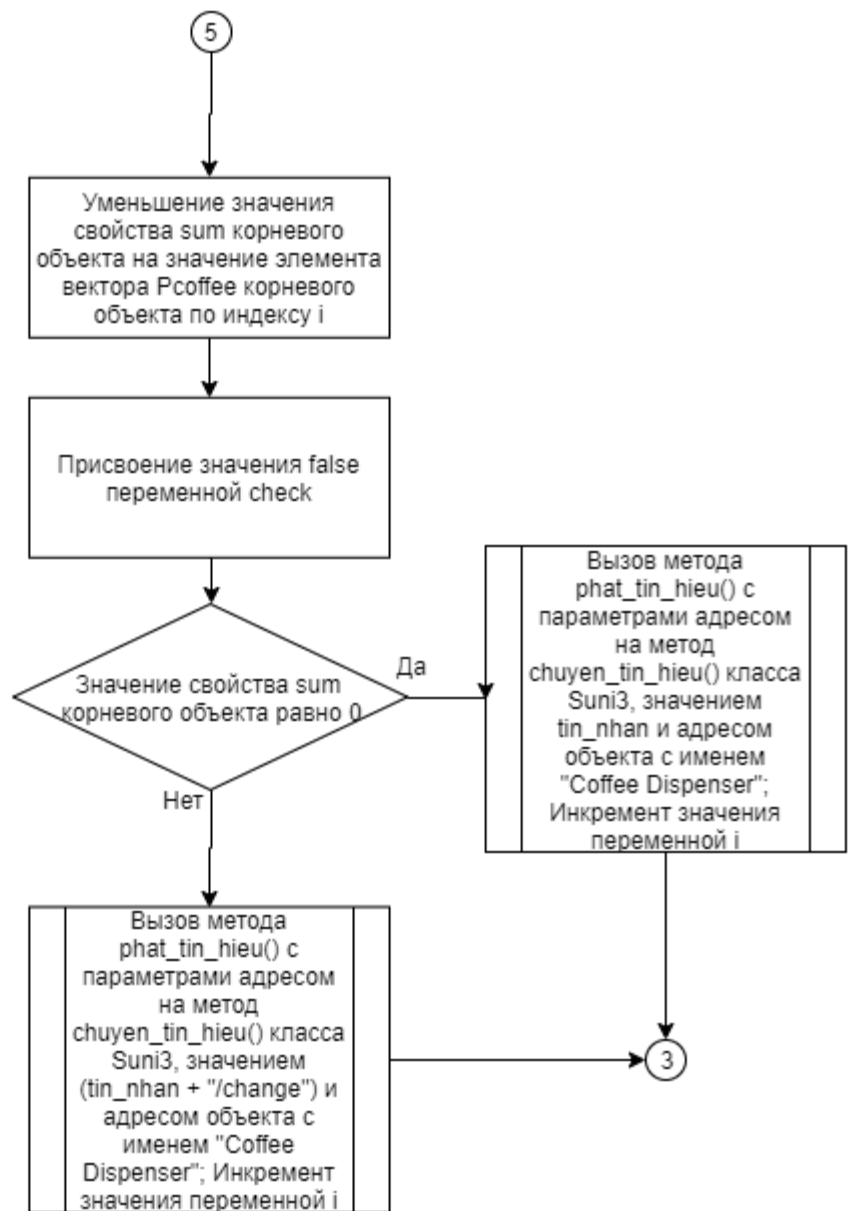 5
Уменьшение значения
свойства sum корневого
объекта на значение элемента
вектора Pcoffee корневого
объекта по индексу i
Присвоение значения false
переменной check
Значение свойства sum
корневого объекта равно 0
Да
Нет
Вызов метода
phat_tin_hieu() с
параметрами адресом
на метод
chuyen_tin_hieu() класса
Suni3, значением
tin_nhan и адресом
объекта с именем
"Coffee Dispenser";
Инкремент значения
переменной i
Вызов метода
phat_tin_hieu() с
параметрами адресом
на метод
chuyen_tin_hieu() класса
Suni3, значением
(tin_nhan + "/change") и
адресом объекта с
именем "Coffee
Dispenser"; Инкремент
значения переменной i
3